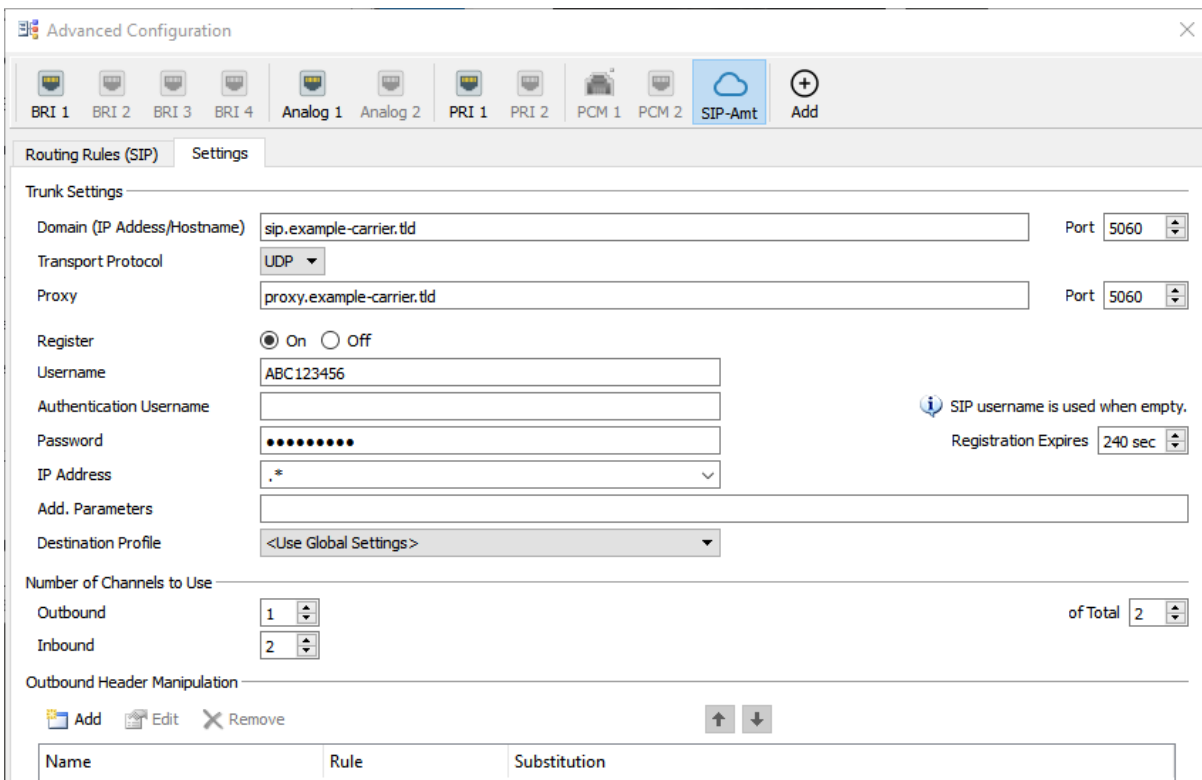 Advanced Configuration
BRI 1 BRI 2 BRI 3 BRI 4 Analog 1 Analog 2 PRI 1 PRI 2 PCM 1 PCM 2 SIP-Amt Add
Routing Rules (SIP) Settings
Trunk Settings
Domain (IP Addess/Hostname) sip.example-carrier.tld Port 5060
Transport Protocol UDP
Proxy proxy.example-carrier.tld Port 5060
Register On Off
Username ABC123456
Authentication Username SIP username is used when empty.
Password ●●●●●●●●● Registration Expires 240 sec
IP Address .*
Add. Parameters
Destination Profile <Use Global Settings>
Number of Channels to Use
Outbound 1 of Total 2
Inbound 2
Outbound Header Manipulation
Add Edit Remove
Name Rule Substitution